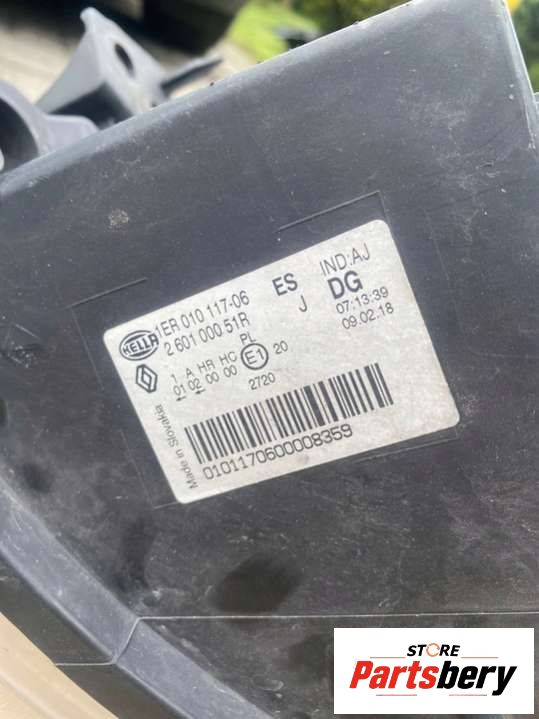 HELLA
1ER 010 117-06
2 601 000 51R
ES
J
IND:AJ
DG
07:13:39
09.02.18
1 A HR HC PL
01 02 00 00
E1
20
2720
Made in Slovakia
0101170600008359
STORE
Partsbery